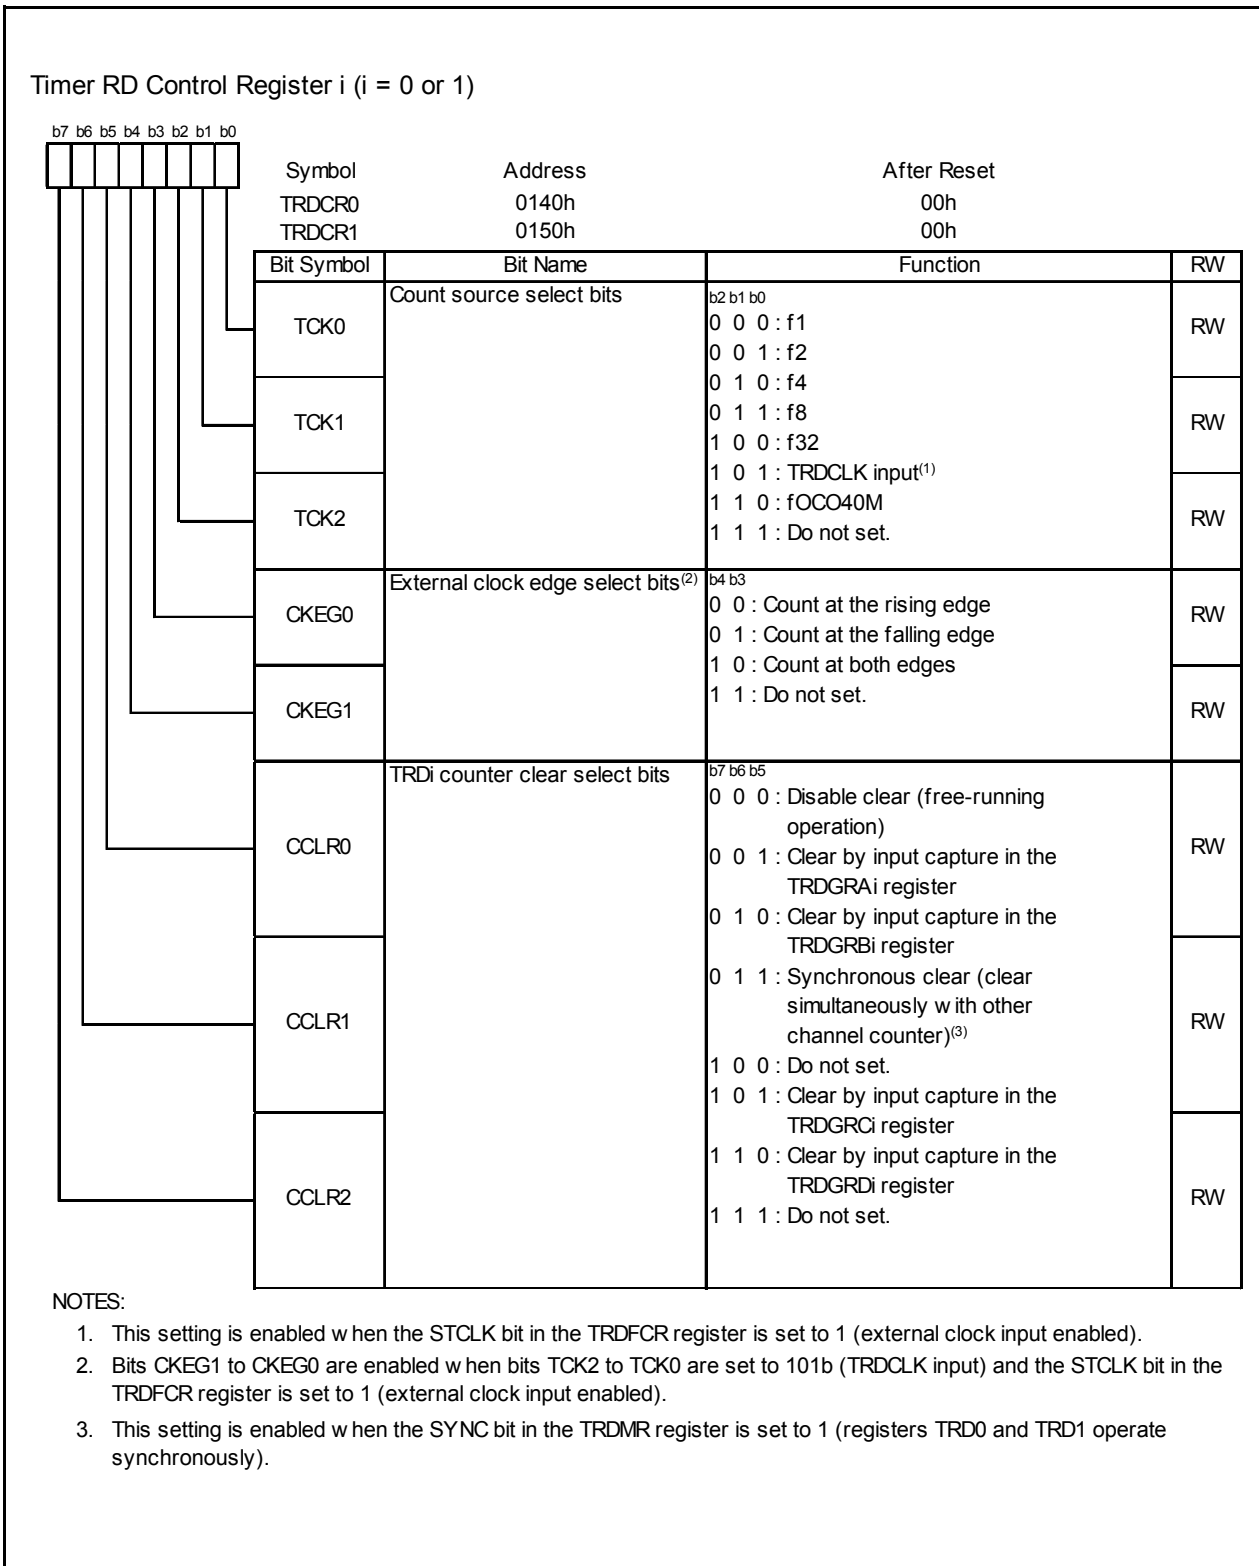 Timer RD Control Register i (i = 0 or 1)
b7 b6 b5 b4 b3 b2 b1 b0
Symbol Address After Reset
TRDCR0 0140h 00h
TRDCR1 0150h 00h
Bit Symbol Bit Name Function RW
TCK0 Count source select bits b2 b1 b0 RW
0 0 0 : f1
0 0 1 : f2
0 1 0 : f4
TCK1 0 1 1 : f8 RW
1 0 0 : f32
1 0 1 : TRDCLK input(1)
TCK2 1 1 0 : fOCO40M RW
1 1 1 : Do not set.
CKEG0 External clock edge select bits(2) b4 b3 RW
0 0 : Count at the rising edge
0 1 : Count at the falling edge
1 0 : Count at both edges
CKEG1 1 1 : Do not set. RW
TRDi counter clear select bits b7 b6 b5
0 0 0 : Disable clear (free-running
operation)
CCLR0 0 0 1 : Clear by input capture in the RW
TRDGRAi register
0 1 0 : Clear by input capture in the
TRDGRBi register
0 1 1 : Synchronous clear (clear
simultaneously with other
CCLR1 channel counter)(3) RW
1 0 0 : Do not set.
1 0 1 : Clear by input capture in the
TRDGRCi register
1 1 0 : Clear by input capture in the
CCLR2 TRDGRDi register RW
1 1 1 : Do not set.
NOTES:
1. This setting is enabled when the STCLK bit in the TRDFCR register is set to 1 (external clock input enabled).
2. Bits CKEG1 to CKEG0 are enabled when bits TCK2 to TCK0 are set to 101b (TRDCLK input) and the STCLK bit in the
TRDFCR register is set to 1 (external clock input enabled).
3. This setting is enabled when the SYNC bit in the TRDMR register is set to 1 (registers TRD0 and TRD1 operate
synchronously).